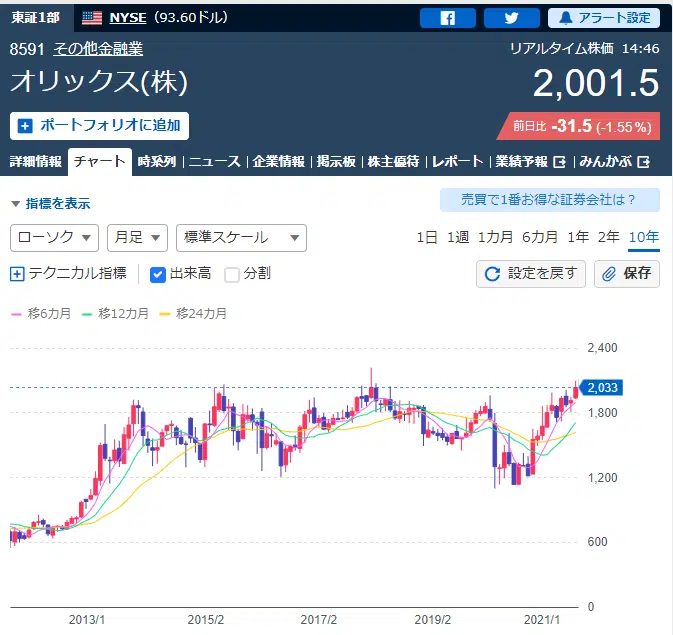 東証1部 NYSE（93.60ドル） アラート設定
8591 その他金融業 リアルタイム株価 14:46
オリックス(株) 2,001.5
ポートフォリオに追加 前日比 -31.5 (-1.55%)
詳細情報 チャート 時系列 ニュース 企業情報 掲示板 株主優待 レポート 業績予報 みんかぶ
指標を表示 売買で1番お得な証券会社は？
ローソク 月足 標準スケール 1日 1週 1カ月 6カ月 1年 2年 10年
テクニカル指標 出来高 分割 設定を戻す 保存
移6カ月 移12カ月 移24カ月
2,400
2,033
1,800
1,200
600
0
2013/1 2015/2 2017/2 2019/2 2021/1